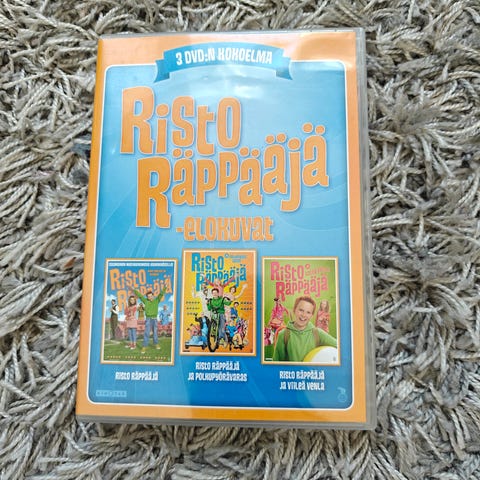 3 DVD:N KOKOELMA
Risto
Räppääjä
-elokuvat
Risto
Räppääjä
Risto
Räppääjä
Risto
Räppääjä
Risto Räppääjä
Risto Räppääjä
ja polkupyörävaras
Risto Räppääjä
ja viileä Venla